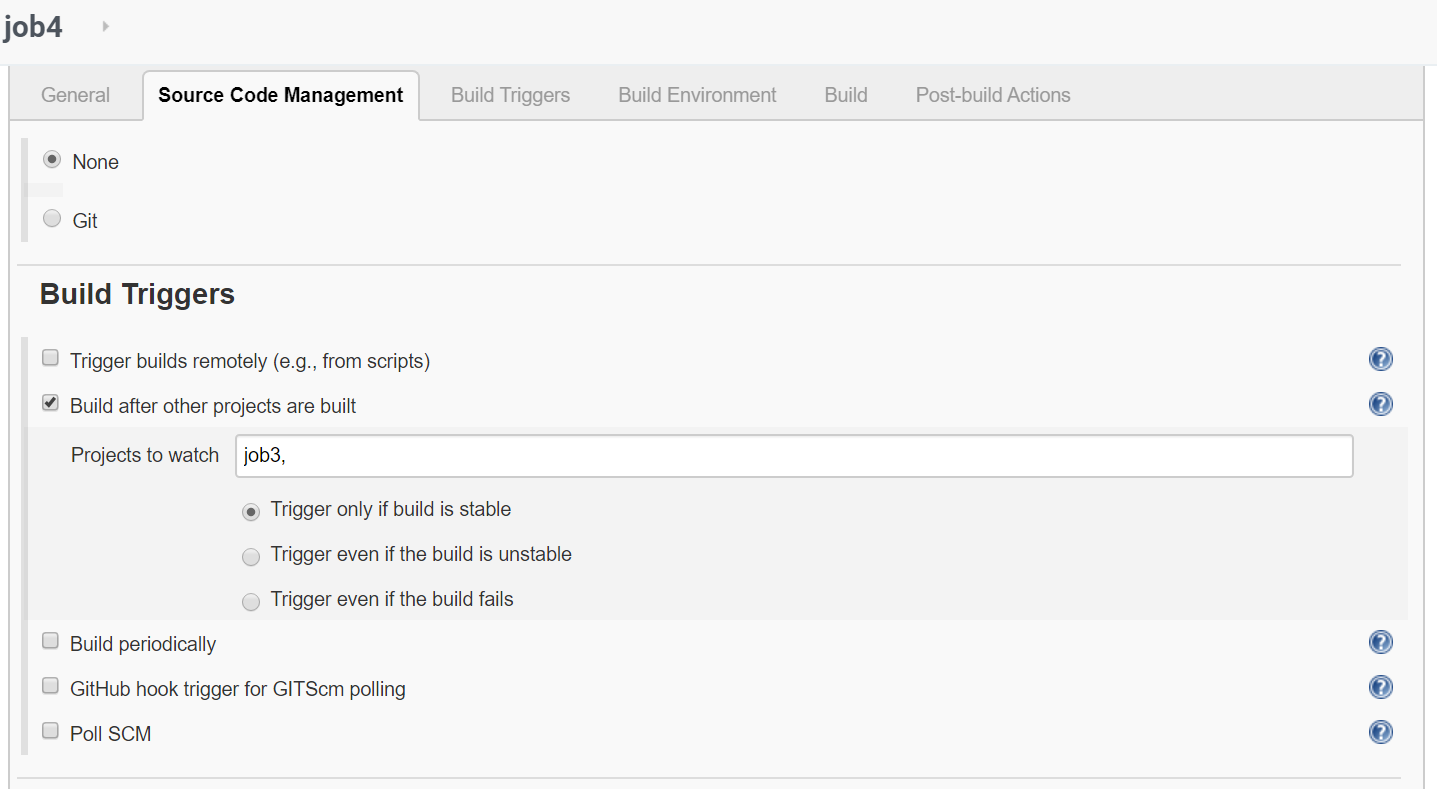 job4
General Source Code Management Build Triggers Build Environment Build Post-build Actions
None
Git
Build Triggers
Trigger builds remotely (e.g., from scripts)
Build after other projects are built
Projects to watch job3,
Trigger only if build is stable
Trigger even if the build is unstable
Trigger even if the build fails
Build periodically
GitHub hook trigger for GITScm polling
Poll SCM